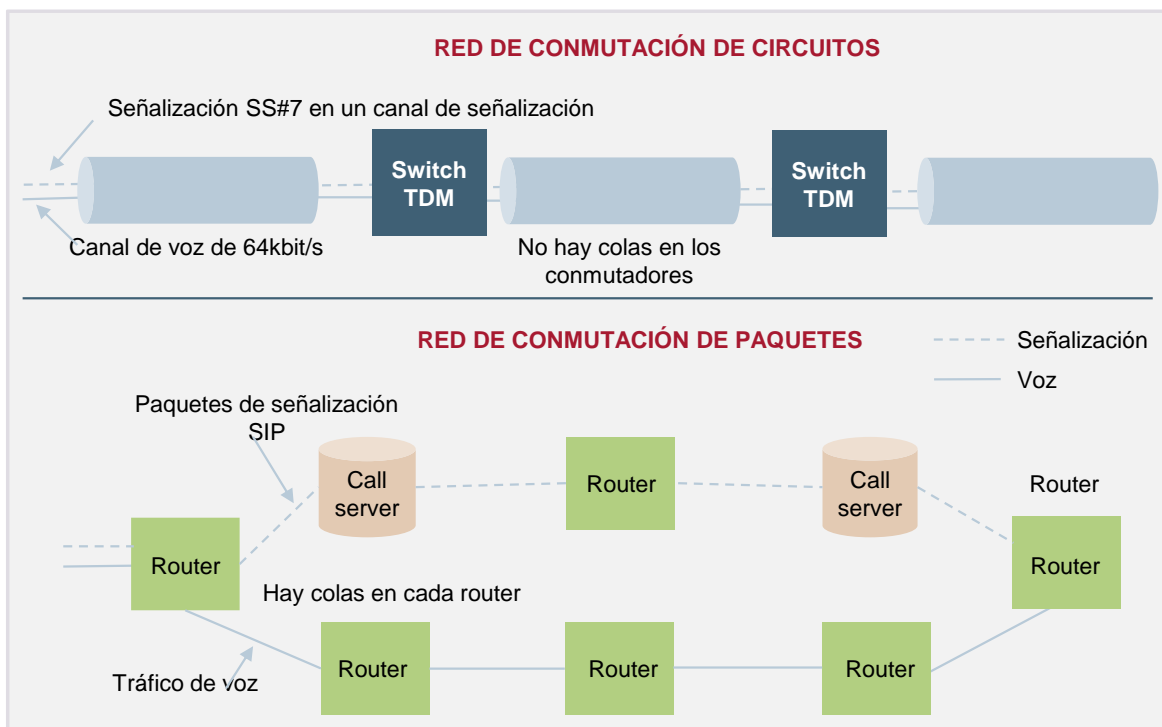 RED DE CONMUTACIÓN DE CIRCUITOS
Señalización SS#7 en un canal de señalización
Switch
TDM
Switch
TDM
Canal de voz de 64kbit/s
No hay colas en los
conmutadores
RED DE CONMUTACIÓN DE PAQUETES
Señalización
Voz
Paquetes de señalización
SIP
Call
server
Router
Call
server
Router
Router
Router
Hay colas en cada router
Router
Router
Router
Tráfico de voz